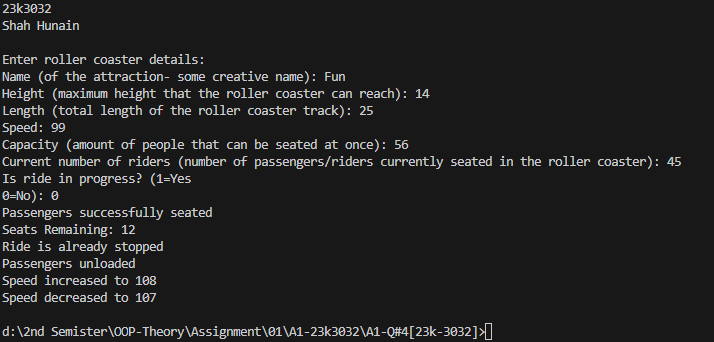 23k3032
Shah Hunain
Enter roller coaster details:
Name (of the attraction- some creative name): Fun
Height (maximum height that the roller coaster can reach): 14
Length (total length of the roller coaster track): 25
Speed: 99
Capacity (amount of people that can be seated at once): 56
Current number of riders (number of passengers/riders currently seated in the roller coaster): 45
Is ride in progress? (1=Yes
0=No): 0
Passengers successfully seated
Seats Remaining: 12
Ride is already stopped
Passengers unloaded
Speed increased to 108
Speed decreased to 107
d:\2nd Semister\OOP-Theory\Assignment\01\A1-23k3032\A1-Q#4[23k-3032]>